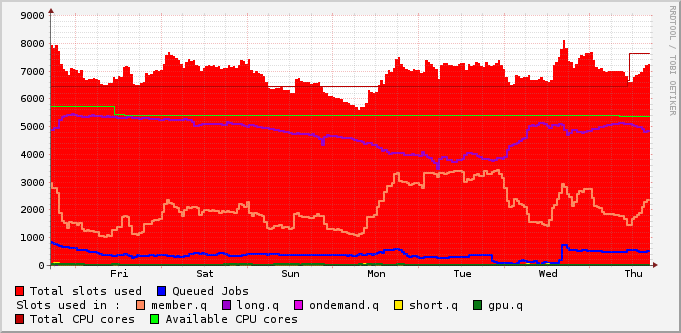 9000
8000
7000
6000
5000
4000
3000
2000
1000
0
Fri Sat Sun Mon Tue Wed Thu
RRDTOOL / TOBI OETIKER
Total slots used Queued Jobs
Slots used in : member.q long.q ondemand.q short.q gpu.q
Total CPU cores Available CPU cores